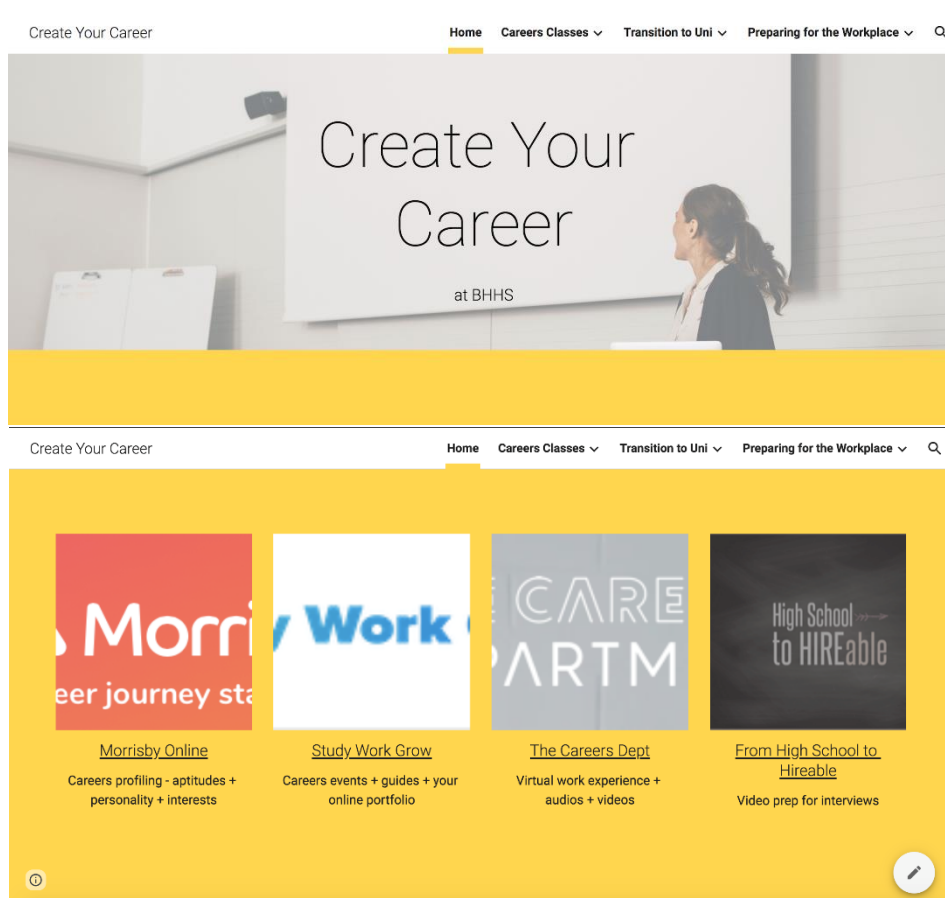 Create Your Career
Home Careers Classes Transition to Uni Preparing for the Workplace
Create Your
Career
at BHHS
Create Your Career
Home Careers Classes Transition to Uni Preparing for the Workplace
Morri
eer journey sta
y Work
E CARE
PARTM
High School
to HIREable
Morrisby Online
Careers profiling - aptitudes +
personality + interests
Study Work Grow
Careers events + guides + your
online portfolio
The Careers Dept
Virtual work experience +
audios + videos
From High School to
Hireable
Video prep for interviews